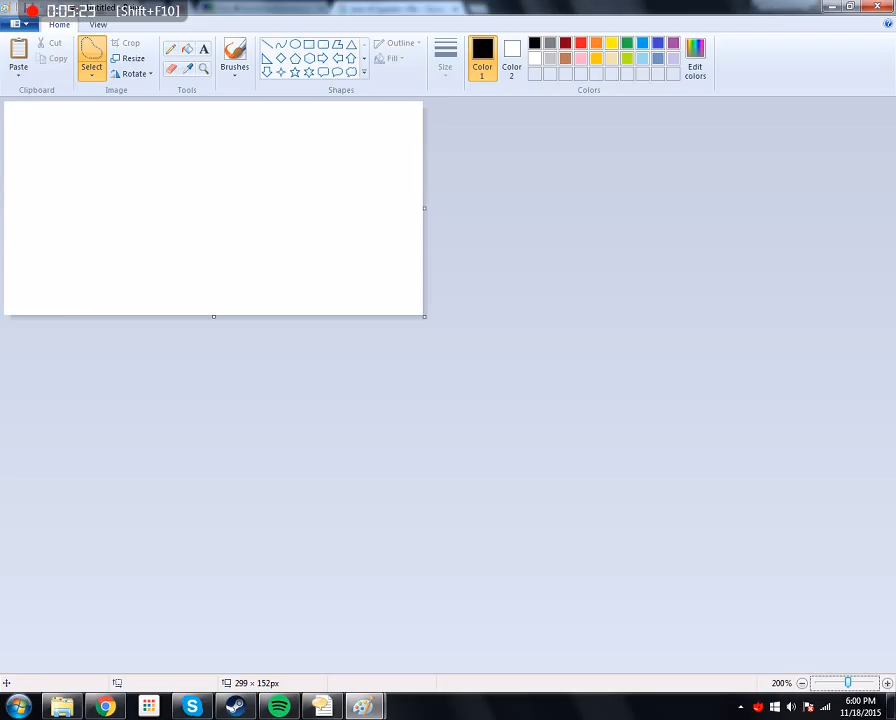 0:05:23 [Shift+F10]
Home View
Paste
Cut
Copy
Clipboard
Select
Crop
Resize
Rotate
Image
A
Tools
Brushes
Outline
Fill
Shapes
Size
Color 1
Color 2
Edit colors
Colors
299 × 152px
200%
6:00 PM
11/18/2015